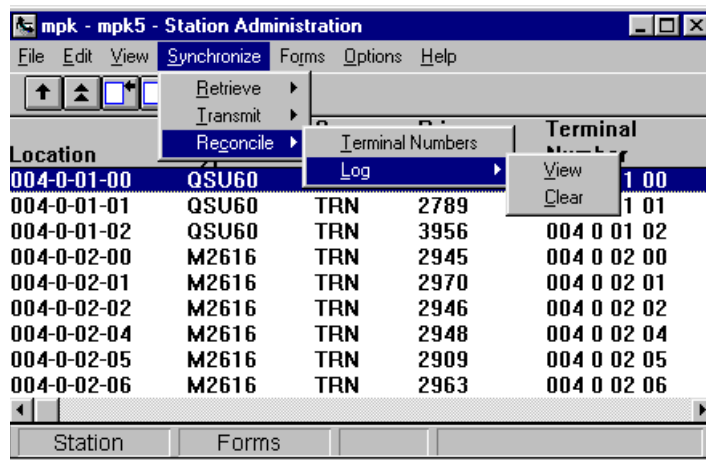 mpk - mpk5 - Station Administration
File Edit View Synchronize Forms Options Help
Retrieve
Transmit
Reconcile
Terminal Numbers
Log
View
Clear
Location Terminal
004-0-01-00 QSU60 1 00
004-0-01-01 QSU60 TRN 2789 1 01
004-0-01-02 QSU60 TRN 3956 004 0 01 02
004-0-02-00 M2616 TRN 2945 004 0 02 00
004-0-02-01 M2616 TRN 2970 004 0 02 01
004-0-02-02 M2616 TRN 2946 004 0 02 02
004-0-02-04 M2616 TRN 2948 004 0 02 04
004-0-02-05 M2616 TRN 2909 004 0 02 05
004-0-02-06 M2616 TRN 2963 004 0 02 06
Station Forms